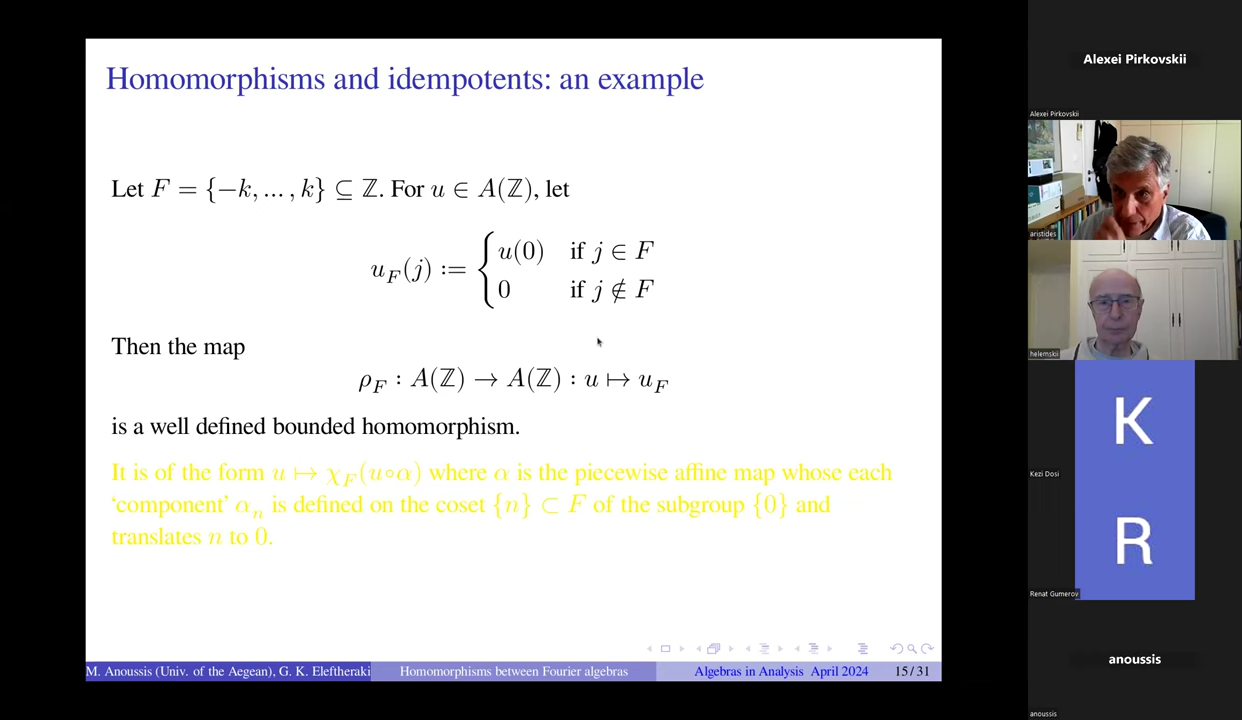 Homomorphisms and idempotents: an example
Let F = {−k, ... , k} ⊆ ℤ. For u ∈ A(ℤ), let
u_F(j) := { u(0) if j ∈ F
0 if j ∉ F
Then the map
ρ_F : A(ℤ) → A(ℤ) : u ↦ u_F
is a well defined bounded homomorphism.
It is of the form u ↦ χ_F(u∘α) where α is the piecewise affine map whose each
‘component’ α_n is defined on the coset {n} ⊂ F of the subgroup {0} and
translates n to 0.
M. Anoussis (Univ. of the Aegean), G. K. Eleftheraki
Homomorphisms between Fourier algebras
Algebras in Analysis April 2024
15/31
Alexei Pirkovskii
Alexei Pirkovskii
aristides
helemskii
K
Kezi Dosi
R
Renat Gumerov
anoussis
anoussis